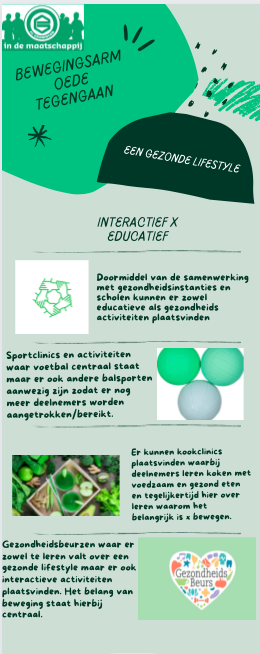 in de maatschappij
BEWEGINGSARM
OEDE
TEGENGAAN
EEN GEZONDE LIFESTYLE
INTERACTIEF X
EDUCATIEF
Doormiddel van de samenwerking
met gezondheidsinstanties en
scholen kunnen er zowel
educatieve als gezondheids
activiteiten plaatsvinden
Sportclinics en activiteiten
waar voetbal centraal staat
maar er ook andere balsporten
aanwezig zijn zodat er nog
meer deelnemers worden
aangetrokken/bereikt.
Er kunnen kookclinics
plaatsvinden waarbij
deelnemers leren koken met
voedzaam en gezond eten
en tegelijkertijd hier over
leren waarom het
belangrijk is x bewegen.
Gezondheidsbeurzen waar er
zowel te leren valt over een
gezonde lifestyle maar er ook
interactieve activiteiten
plaatsvinden. Het belang van
beweging staat hierbij
centraal.
Gezondheids
Beurs